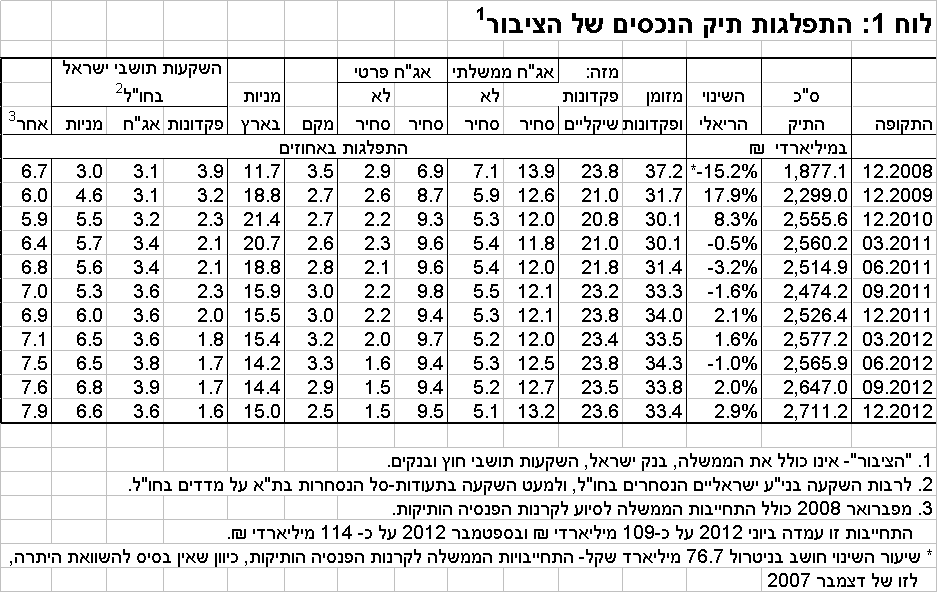 לוח 1: התפלגות תיק הנכסים של הציבור1
מזה: אג"ח ממשלתי אג"ח פרטי השקעות תושבי ישראל
ס"כ השינוי מזומן פקדונות לא לא מניות בחו"ל2
התקופה התיק הריאלי ופקדונות שיקליים סחיר סחיר סחיר סחיר מקם בארץ פקדונות אג"ח מניות אחר3
במיליארדי ₪ התפלגות באחוזים
12.2008 1,877.1 *-15.2% 37.2 23.8 13.9 7.1 6.9 2.9 3.5 11.7 3.9 3.1 3.0 6.7
12.2009 2,299.0 17.9% 31.7 21.0 12.6 5.9 8.7 2.6 2.7 18.8 3.2 3.1 4.6 6.0
12.2010 2,555.6 8.3% 30.1 20.8 12.0 5.3 9.3 2.2 2.7 21.4 2.3 3.2 5.5 5.9
03.2011 2,560.2 -0.5% 30.1 21.0 11.8 5.4 9.6 2.3 2.6 20.7 2.1 3.4 5.7 6.4
06.2011 2,514.9 -3.2% 31.4 21.8 12.0 5.4 9.6 2.1 2.8 18.8 2.1 3.4 5.6 6.8
09.2011 2,474.2 -1.6% 33.3 23.2 12.1 5.5 9.8 2.2 3.0 15.9 2.3 3.6 5.3 7.0
12.2011 2,526.4 2.1% 34.0 23.8 12.1 5.3 9.4 2.2 3.0 15.5 2.0 3.6 6.0 6.9
03.2012 2,577.2 1.6% 33.5 23.4 12.0 5.2 9.7 2.0 3.2 15.4 1.8 3.6 6.5 7.1
06.2012 2,565.9 -1.0% 34.3 23.8 12.5 5.3 9.4 1.6 3.3 14.2 1.7 3.8 6.5 7.5
09.2012 2,647.0 2.0% 33.8 23.5 12.7 5.2 9.4 1.5 2.9 14.4 1.7 3.9 6.8 7.6
12.2012 2,711.2 2.9% 33.4 23.6 13.2 5.1 9.5 1.5 2.5 15.0 1.6 3.6 6.6 7.9
1. "הציבור"- אינו כולל את הממשלה, בנק ישראל, השקעות תושבי חוץ ובנקים.
2. לרבות השקעה בני"ע ישראליים הנסחרים בחו"ל, ולמעט השקעה בתעודות-סל הנסחרות בת"א על מדדים בחו"ל.
3. מפברואר 2008 כולל התחייבות הממשלה לסיוע לקרנות הפנסיה הותיקות.
התחייבות זו עמדה ביוני 2012 על כ-109 מיליארדי ₪ ובספטמבר 2012 על כ- 114 מיליארדי ₪.
* שיעור השינוי חושב בניטרול 76.7 מיליארד שקל- התחייבויות הממשלה לקרנות הפנסיה הותיקות, כיוון שאין בסיס להשוואת היתרה,
לזו של דצמבר 2007